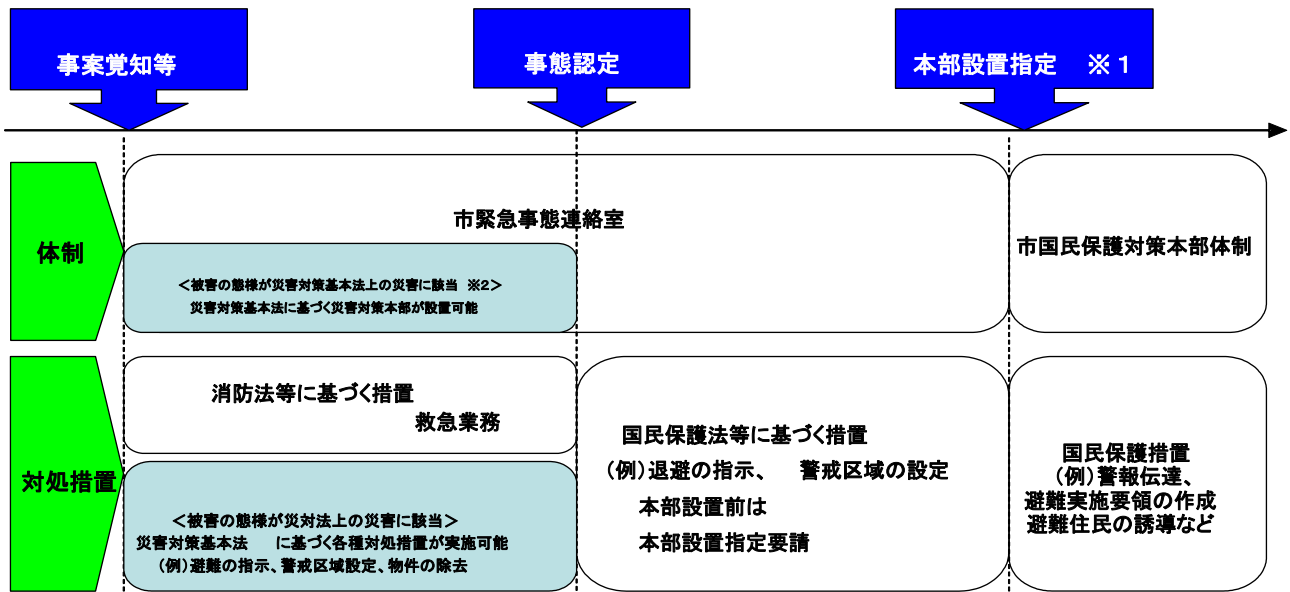 事案覚知等
事態認定
本部設置指定　※１
体制
市緊急事態連絡室
＜被害の態様が災害対策基本法上の災害に該当　※2＞
災害対策基本法に基づく災害対策本部が設置可能
市国民保護対策本部体制
対処措置
消防法等に基づく措置
救急業務
＜被害の態様が災対法上の災害に該当＞
災害対策基本法　　に基づく各種対処措置が実施可能
（例）避難の指示、警戒区域設定、物件の除去
国民保護法等に基づく措置
（例）退避の指示、　　警戒区域の設定
本部設置前は
本部設置指定要請
国民保護措置
（例）警報伝達、
避難実施要領の作成
避難住民の誘導など